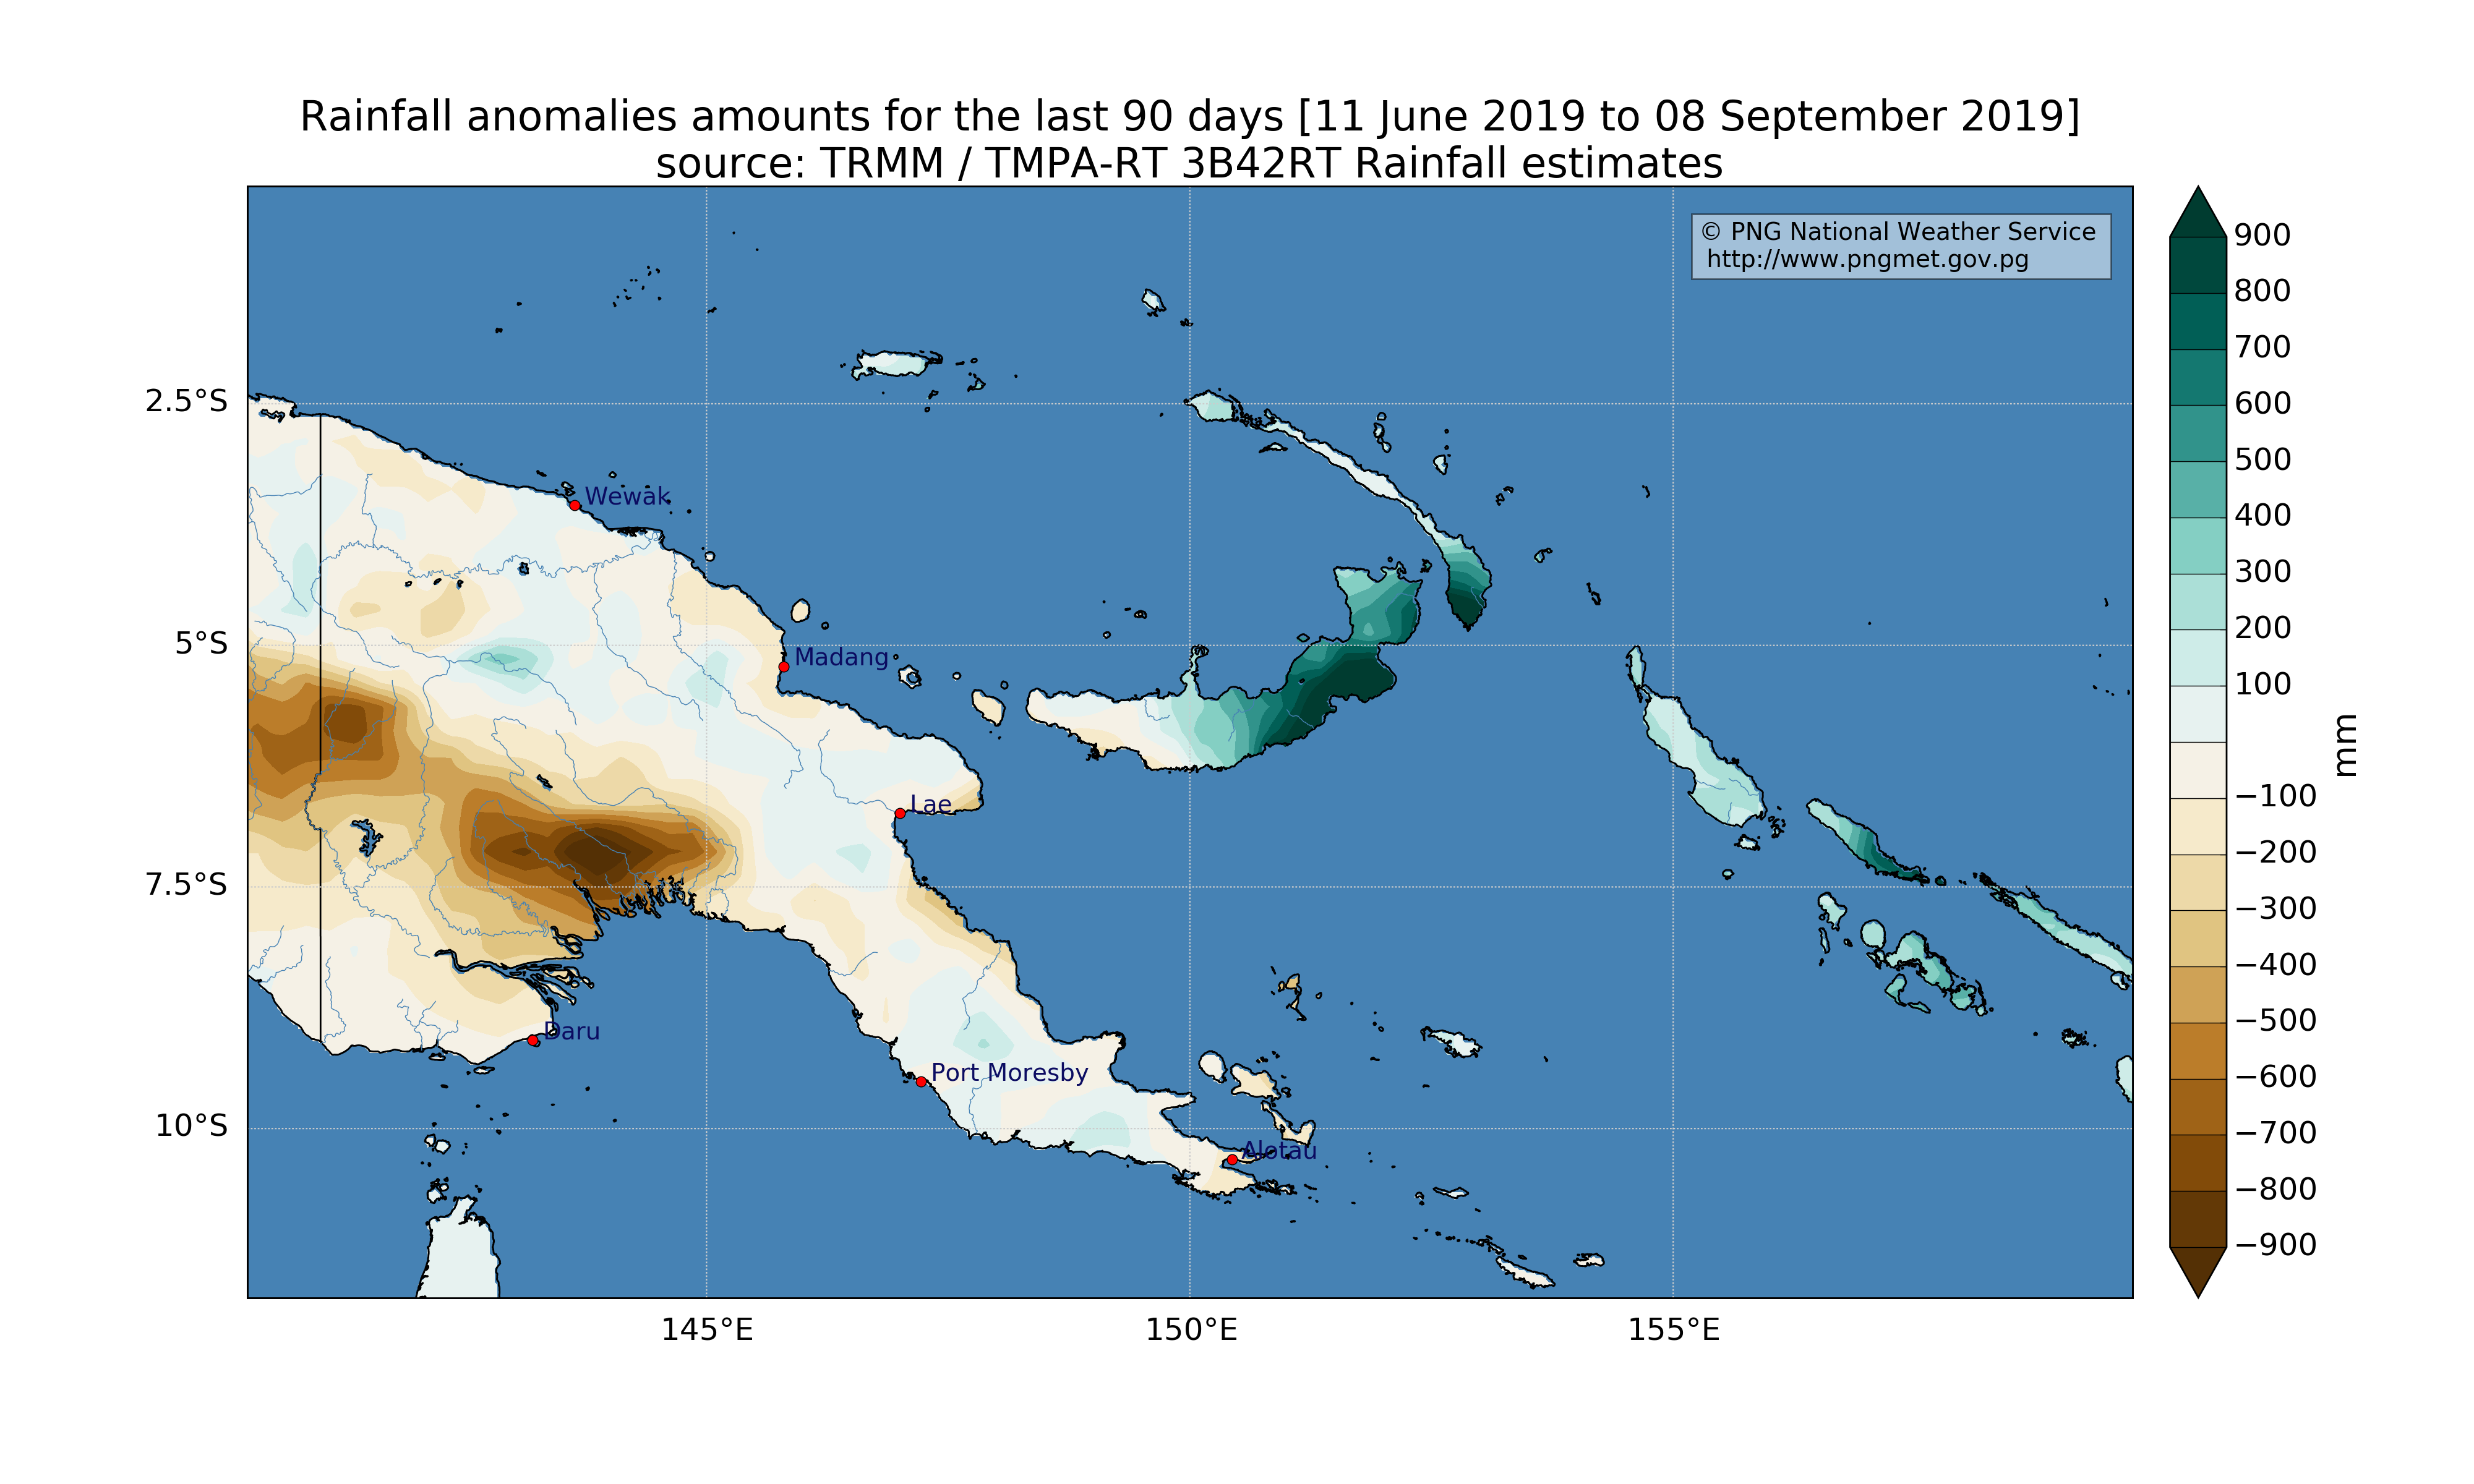 Rainfall anomalies amounts for the last 90 days [11 June 2019 to 08 September 2019]
source: TRMM / TMPA-RT 3B42RT Rainfall estimates
© PNG National Weather Service
http://www.pngmet.gov.pg
2.5°S
5°S
7.5°S
10°S
Wewak
Madang
Lae
Daru
Port Moresby
Alotau
145°E
150°E
155°E
900
800
700
600
500
400
300
200
100
−100
−200
−300
−400
−500
−600
−700
−800
−900
mm